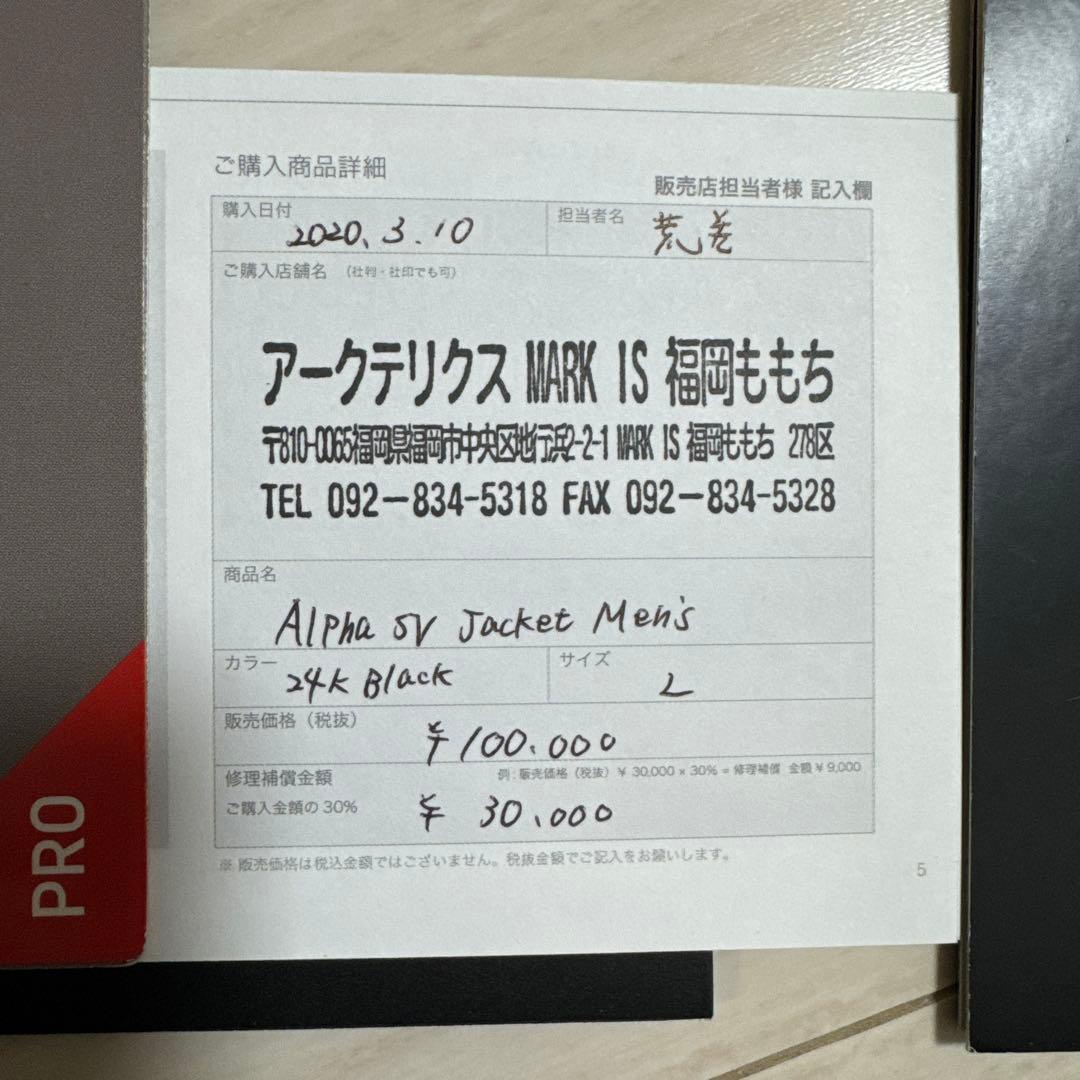 ご購入商品詳細
販売店担当者様 記入欄
購入日付
2020.3.10
担当者名
荒巻
ご購入店舗名 (社判・社印でも可)
アークテリクス MARK IS 福岡ももち
〒810-0065福岡県福岡市中央区地行浜2-2-1 MARK IS 福岡ももち 278区
TEL 092-834-5318 FAX 092-834-5328
商品名
Alpha SV Jacket Men's
カラー
24K Black
サイズ
L
販売価格(税抜)
¥100.000
修理補償金額
例:販売価格(税抜)¥30,000×30%=修理補償 金額¥9,000
ご購入金額の30%
¥30.000
※ 販売価格は税込金額ではございません。税抜金額でご記入をお願いします。
5
PRO